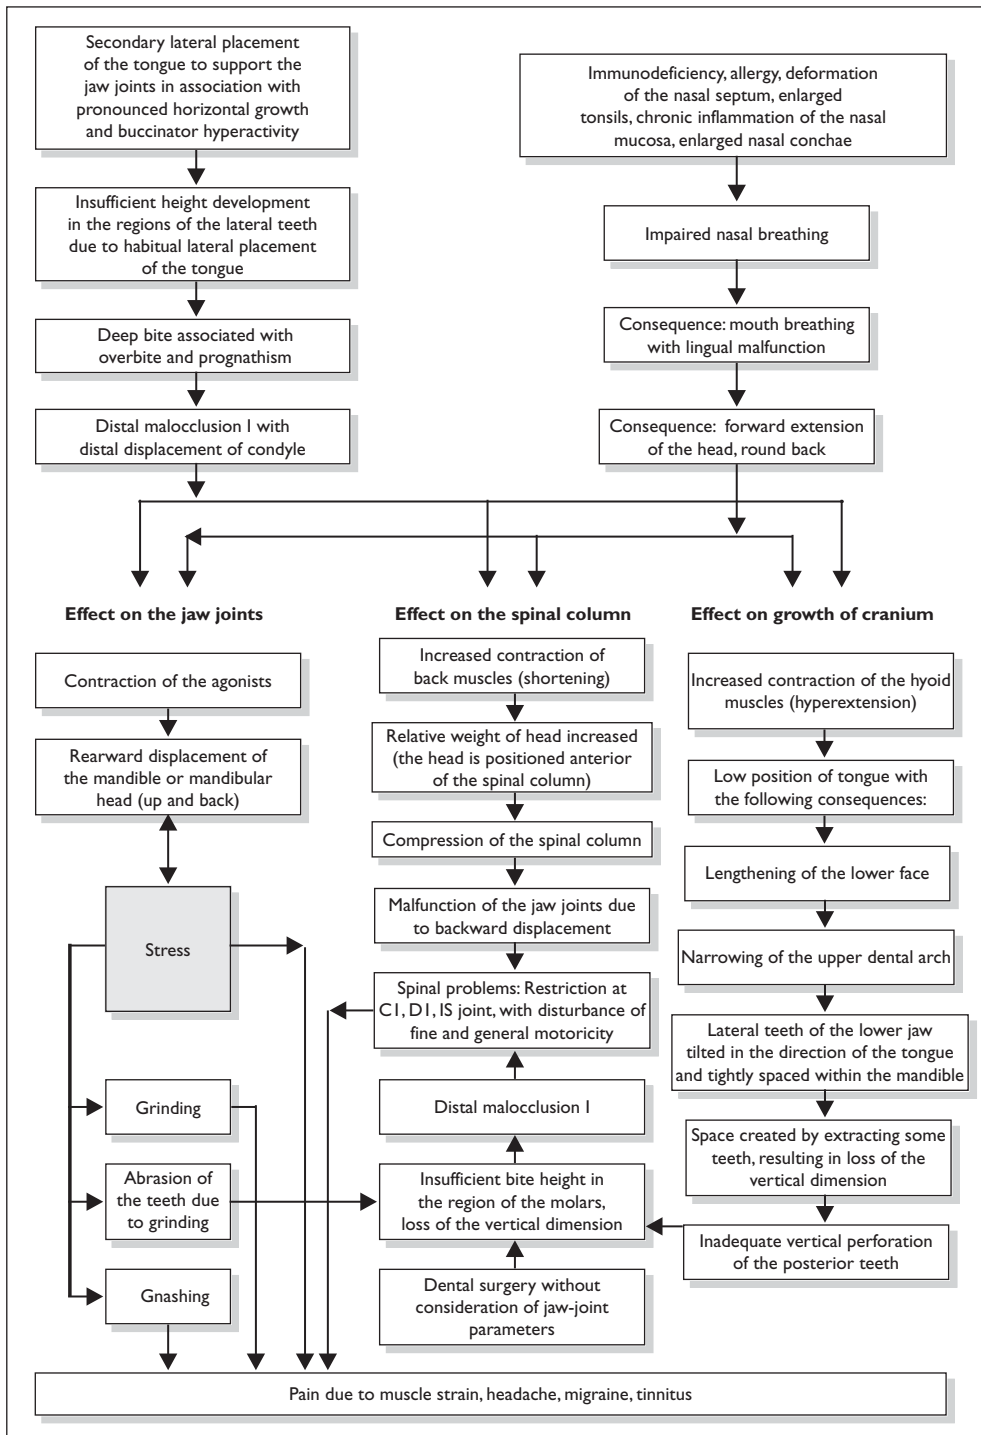 Secondary lateral placement
of the tongue to support the
jaw joints in association with
pronounced horizontal growth
and buccinator hyperactivity
Insufficient height development
in the regions of the lateral teeth
due to habitual lateral placement
of the tongue
Deep bite associated with
overbite and prognathism
Distal malocclusion I with
distal displacement of condyle
Immunodeficiency, allergy, deformation
of the nasal septum, enlarged
tonsils, chronic inflammation of the nasal
mucosa, enlarged nasal conchae
Impaired nasal breathing
Consequence: mouth breathing
with lingual malfunction
Consequence: forward extension
of the head, round back
Effect on the jaw joints
Contraction of the agonists
Rearward displacement of
the mandible or mandibular
head (up and back)
Stress
Grinding
Abrasion of
the teeth due
to grinding
Gnashing
Effect on the spinal column
Increased contraction of
back muscles (shortening)
Relative weight of head increased
(the head is positioned anterior
of the spinal column)
Compression of the spinal column
Malfunction of the jaw joints due
to backward displacement
Spinal problems: Restriction at
C1, D1, IS joint, with disturbance of
fine and general motoricity
Distal malocclusion I
Insufficient bite height in
the region of the molars,
loss of the vertical dimension
Dental surgery without
consideration of jaw-joint
parameters
Effect on growth of cranium
Increased contraction of the hyoid
muscles (hyperextension)
Low position of tongue with
the following consequences:
Lengthening of the lower face
Narrowing of the upper dental arch
Lateral teeth of the lower jaw
tilted in the direction of the tongue
and tightly spaced within the mandible
Space created by extracting some
teeth, resulting in loss of the
vertical dimension
Inadequate vertical perforation
of the posterior teeth
Pain due to muscle strain, headache, migraine, tinnitus